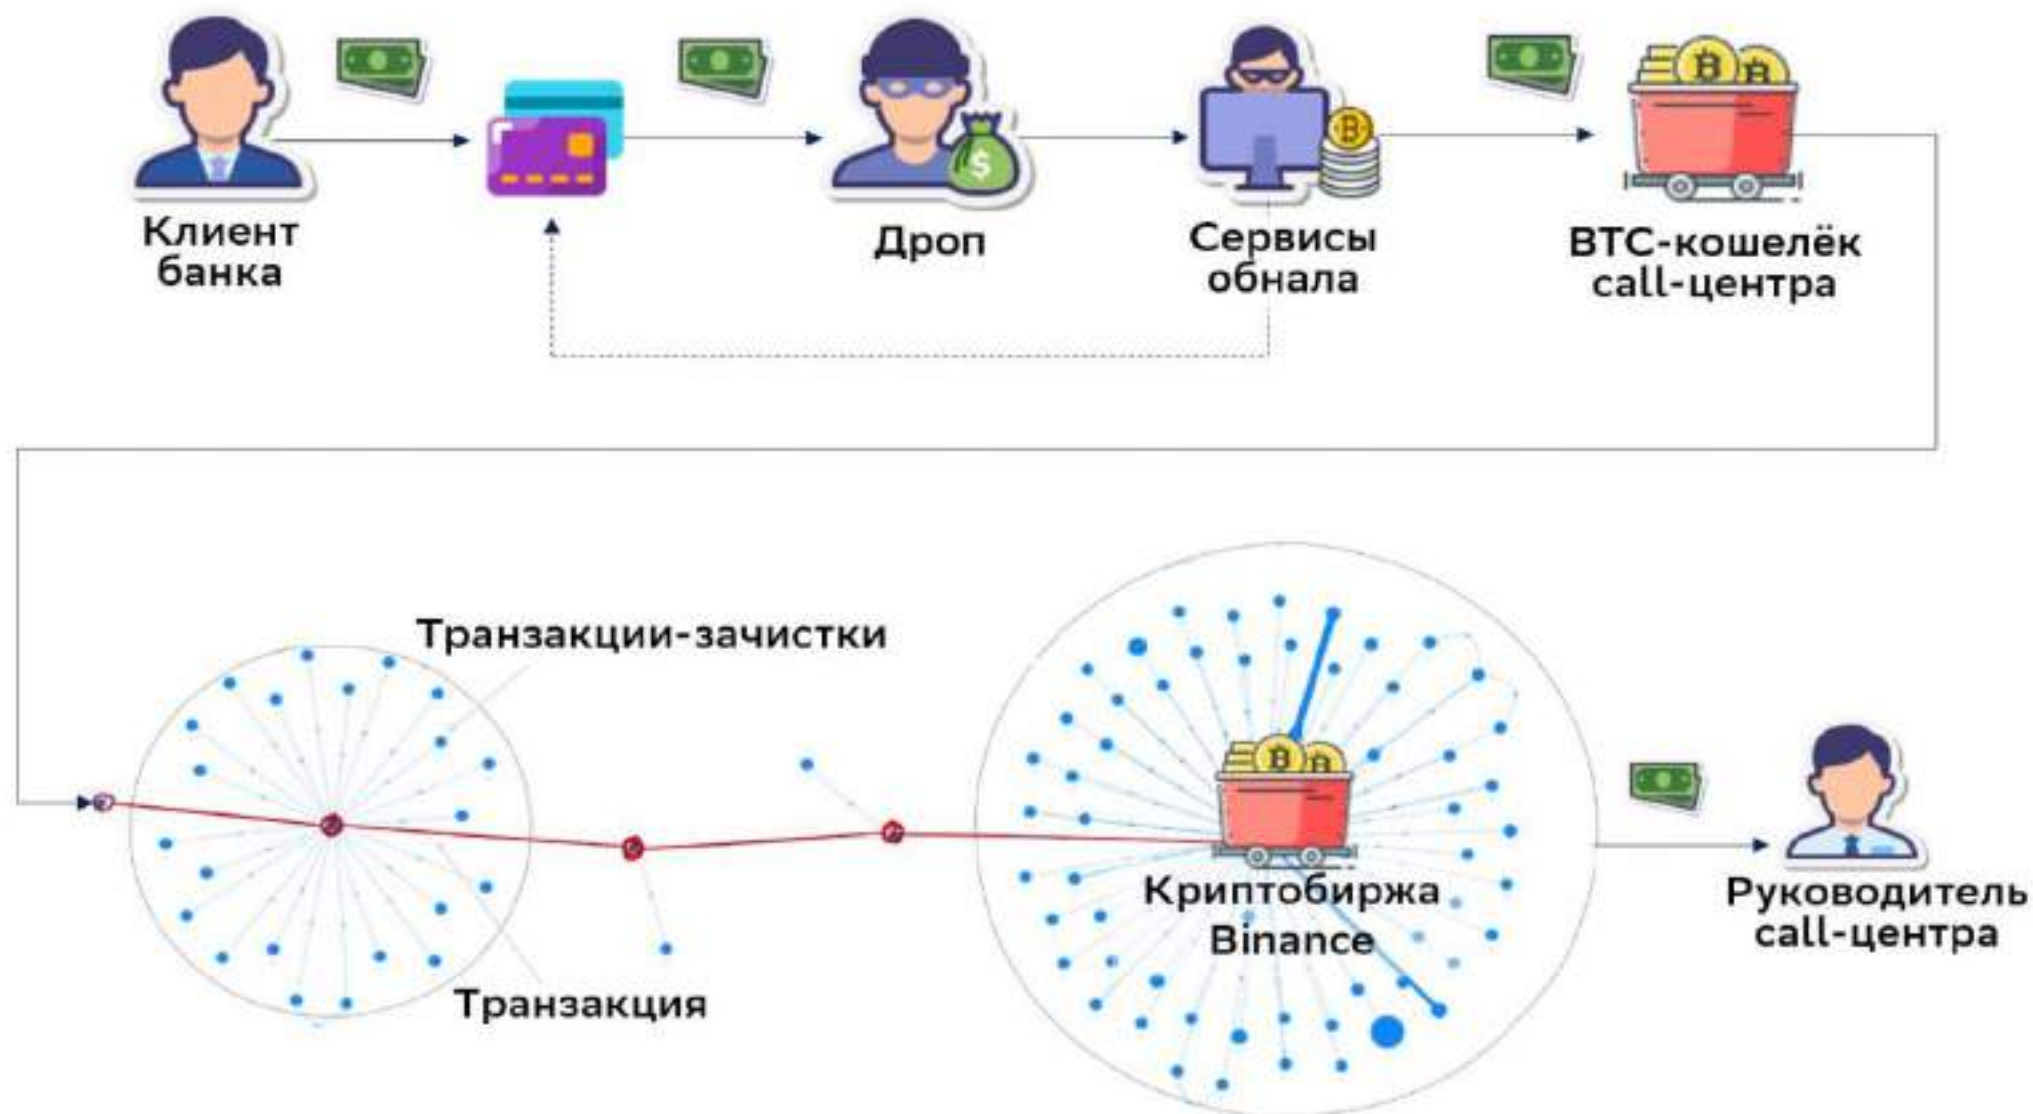 Клиент
банка
Дроп
Сервисы
обнала
BTC-кошелёк
call-центра
Транзакции-зачистки
Транзакция
Криптобиржа
Binance
Руководитель
call-центра